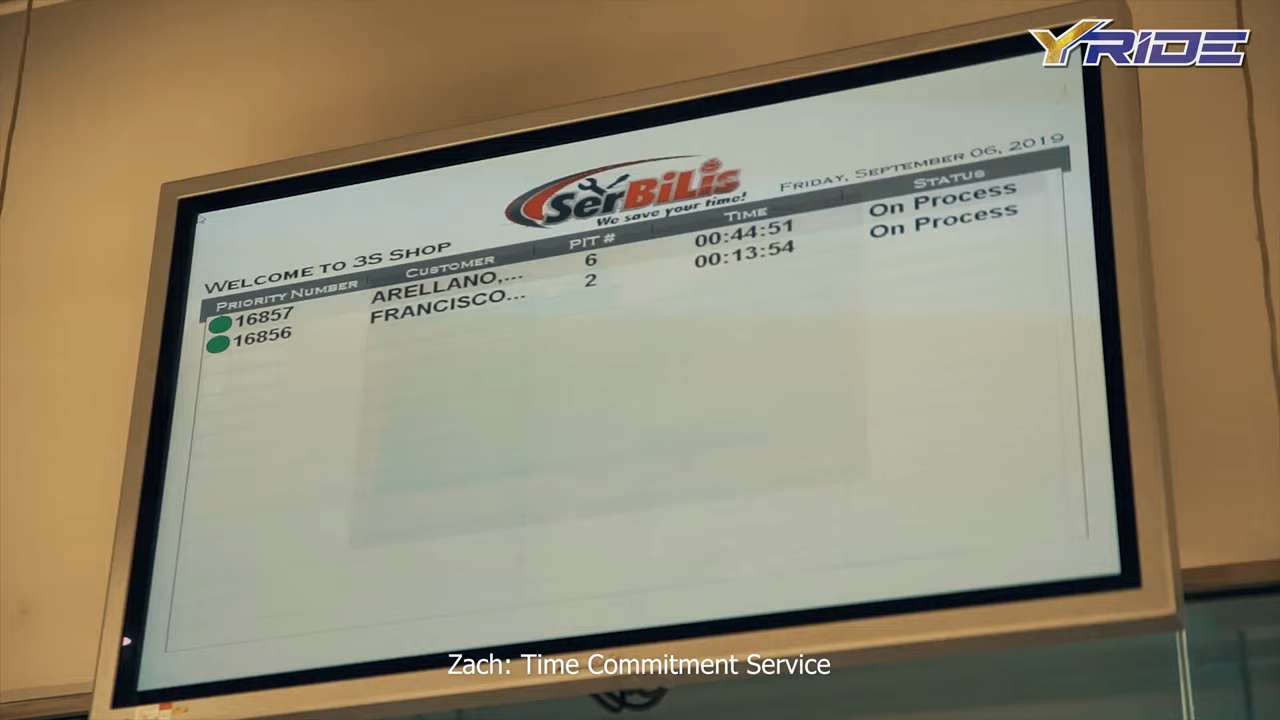 YRIDE
SerBiLis
We save your time!
FRIDAY, SEPTEMBER 06, 2019
WELCOME TO 3S SHOP
PRIORITY NUMBER CUSTOMER PIT # TIME STATUS
16857 ARELLANO,... 6 00:44:51 On Process
16856 FRANCISCO... 2 00:13:54 On Process
Zach: Time Commitment Service